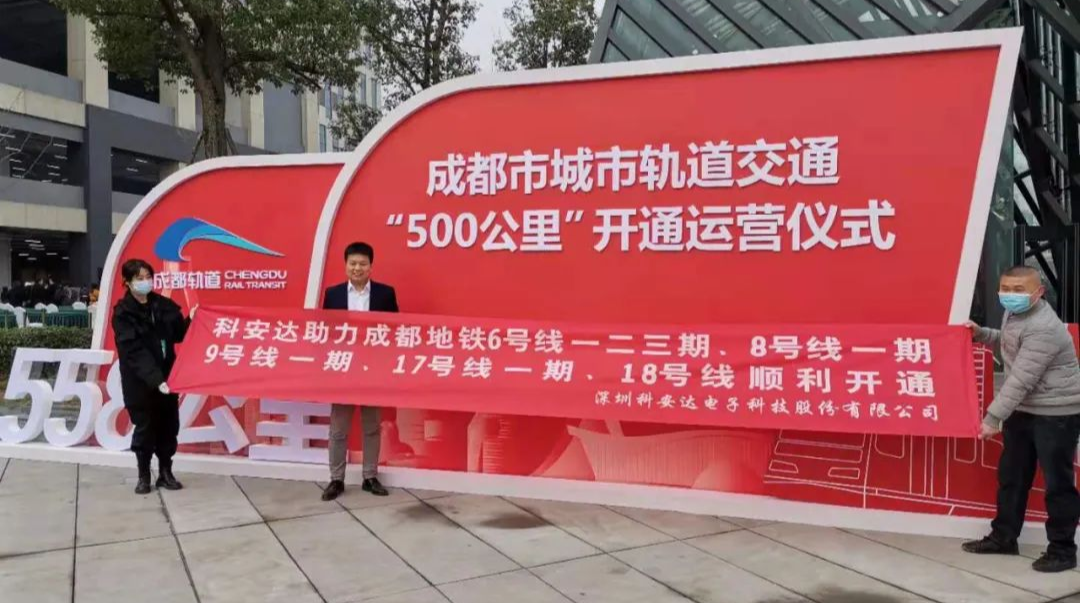 成都市城市轨道交通
“500公里”开通运营仪式
成都轨道 CHENGDU
RAIL TRANSIT
科安达助力成都地铁6号线一二三期、8号线一期
9号线一期、17号线一期、18号线顺利开通
深圳科安达电子科技股份有限公司
558公里